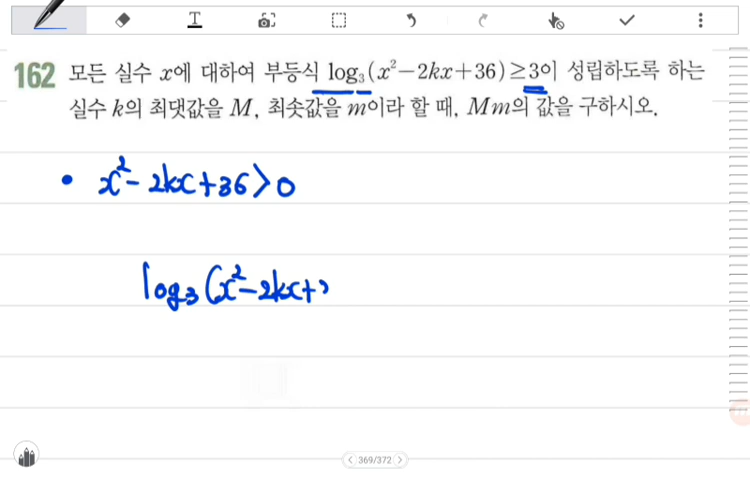 162 모든 실수 x에 대하여 부등식 log₃(x²−2kx+36)≥3이 성립하도록 하는
실수 k의 최댓값을 M, 최솟값을 m이라 할 때, Mm의 값을 구하시오.
• x²−2kx+36>0
log₃(x²−2kx+
369/372